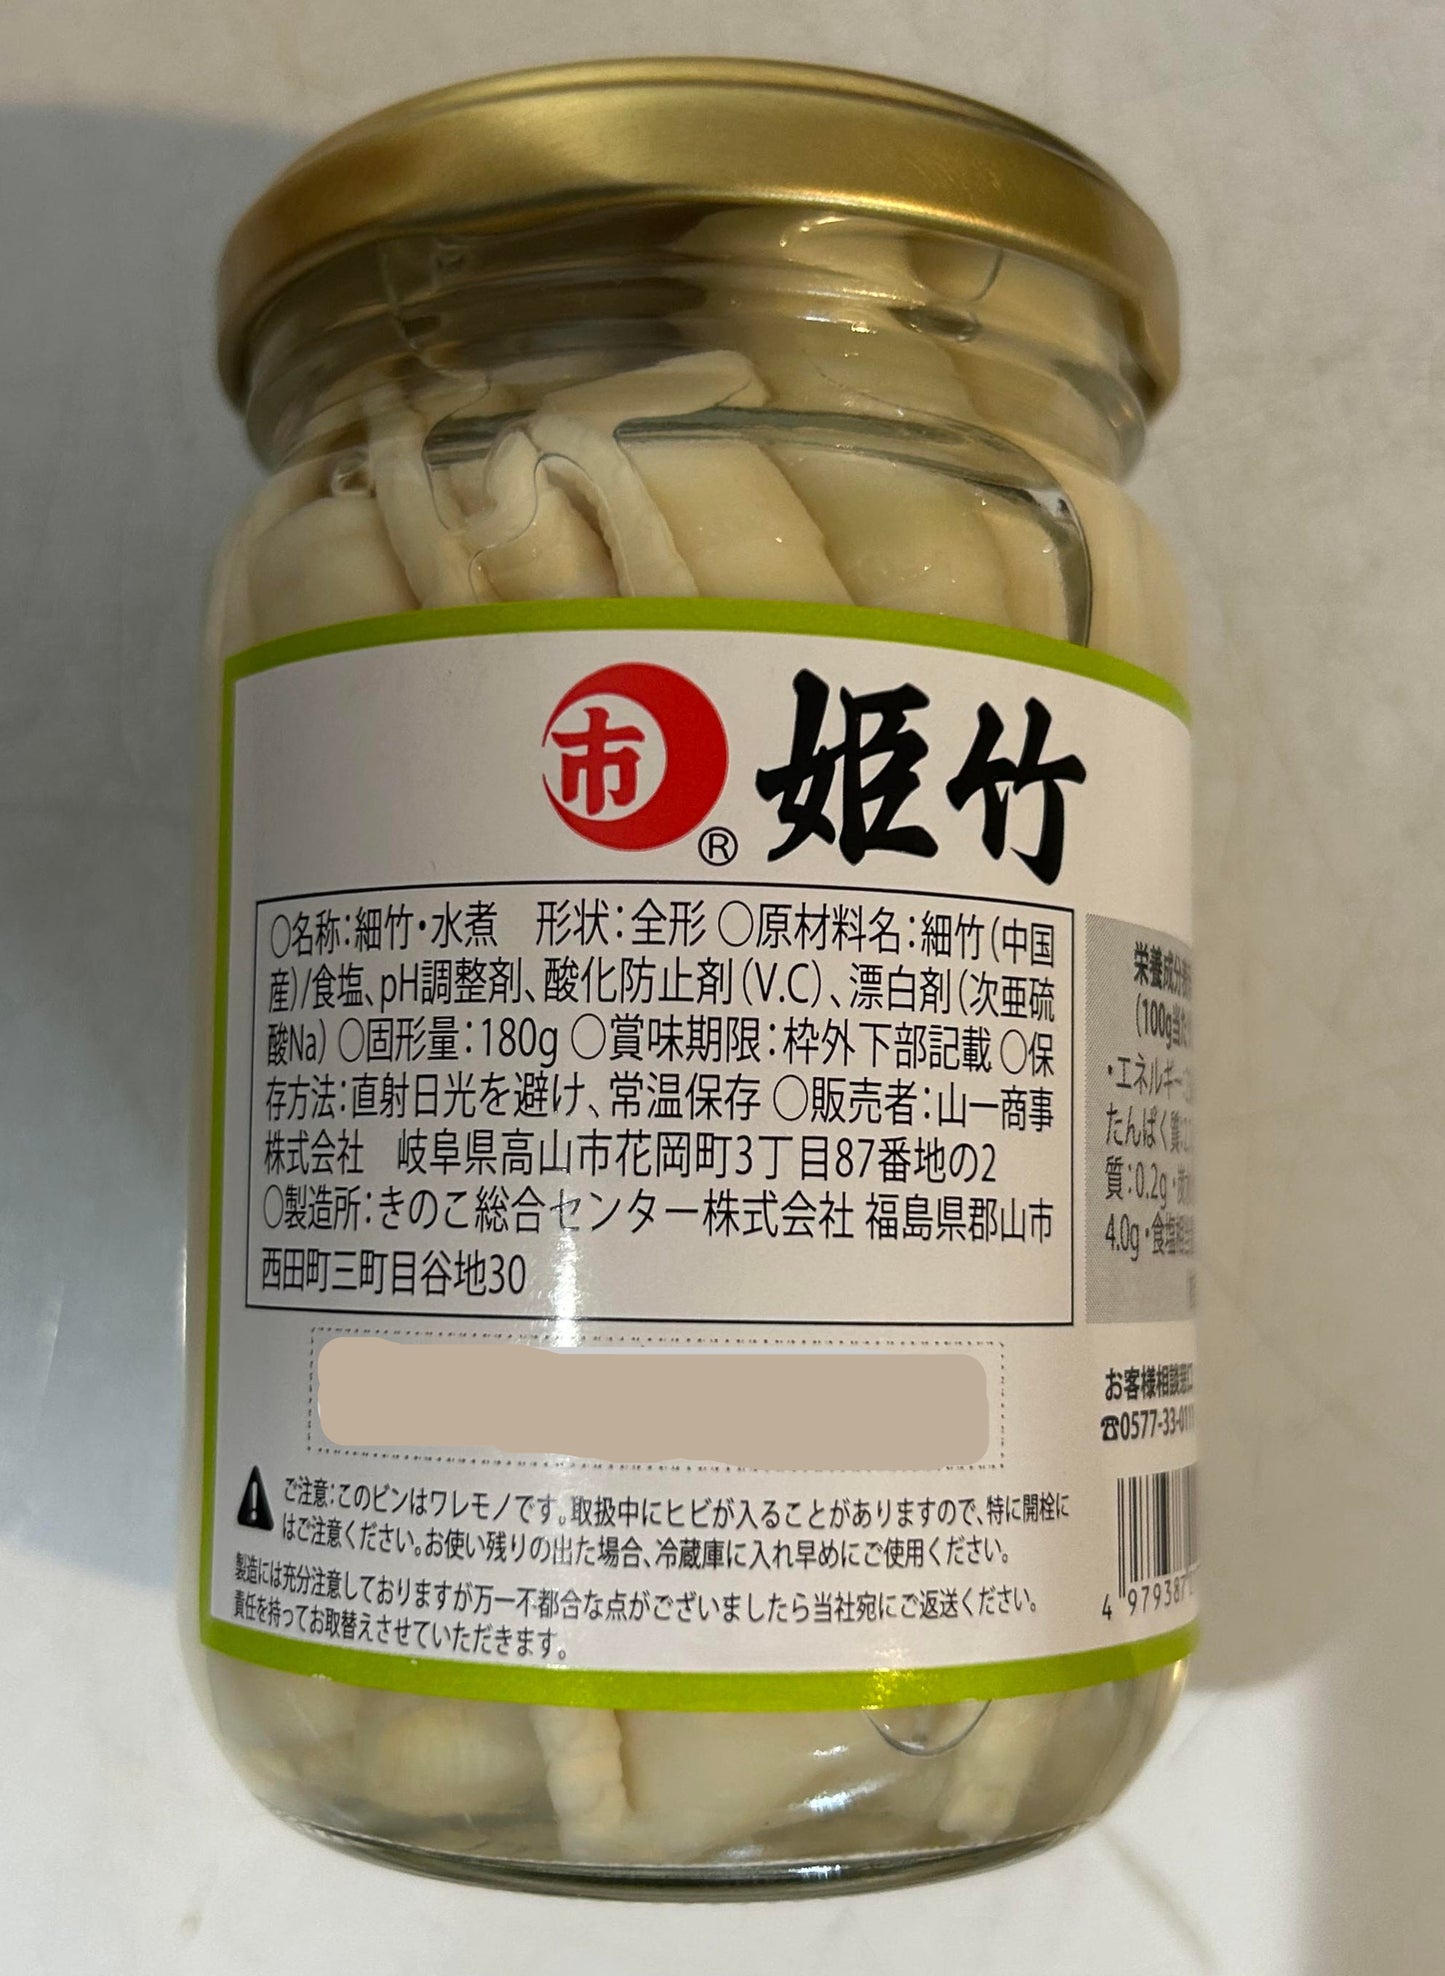 市
® 姫竹
○名称:細竹・水煮　形状:全形 ○原材料名:細竹(中国
産)/食塩、pH調整剤、酸化防止剤(V.C)、漂白剤(次亜硫
酸Na) ○固形量:180g ○賞味期限:枠外下部記載 ○保
存方法:直射日光を避け、常温保存 ○販売者:山一商事
株式会社　岐阜県高山市花岡町3丁目87番地の2
○製造所:きのこ総合センター株式会社 福島県郡山市
西田町三町目谷地30
栄養成分表
(100g当
・エネルギー
たんぱく質
質:0.2g・
4.0g・食塩相当
お客様相談窓口
☎0577-33-01
ご注意:このビンはワレモノです。取扱中にヒビが入ることがありますので、特に開栓に
はご注意ください。お使い残りの出た場合、冷蔵庫に入れ早めにご使用ください。
製造には充分注意しておりますが万一不都合な点がございましたら当社宛にご返送ください。
責任を持ってお取替えさせていただきます。
4 979387